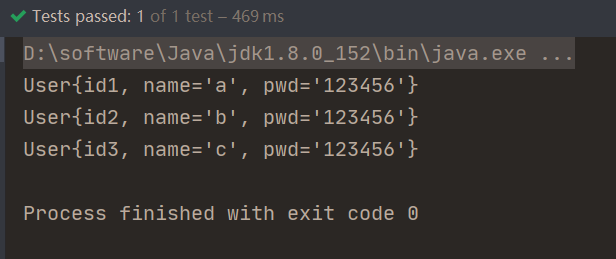 Tests passed: 1 of 1 test – 469 ms
D:\software\Java\jdk1.8.0_152\bin\java.exe ...
User{id1, name='a', pwd='123456'}
User{id2, name='b', pwd='123456'}
User{id3, name='c', pwd='123456'}
Process finished with exit code 0